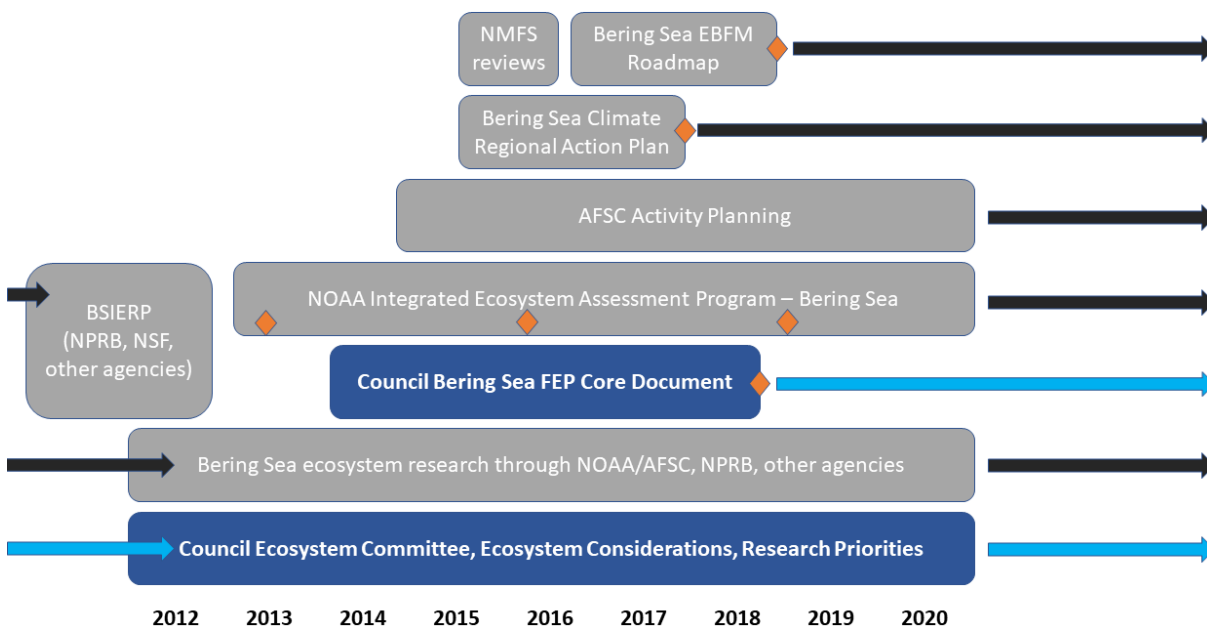 NMFS
reviews
Bering Sea EBFM
Roadmap
Bering Sea Climate
Regional Action Plan
AFSC Activity Planning
NOAA Integrated Ecosystem Assessment Program – Bering Sea
BSIERP
(NPRB, NSF,
other agencies)
Council Bering Sea FEP Core Document
Bering Sea ecosystem research through NOAA/AFSC, NPRB, other agencies
Council Ecosystem Committee, Ecosystem Considerations, Research Priorities
2012 2013 2014 2015 2016 2017 2018 2019 2020